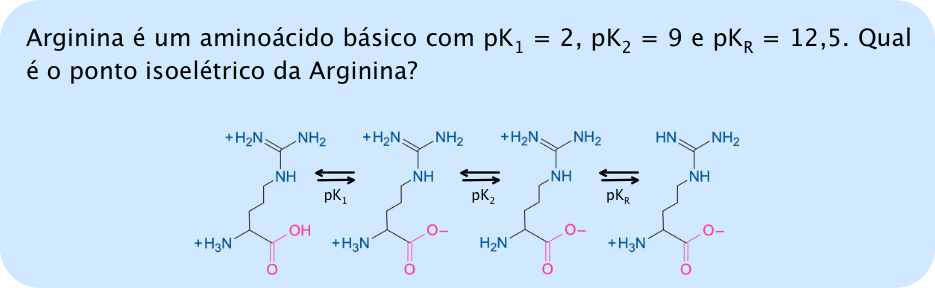 Arginina é um aminoácido básico com pK1 = 2, pK2 = 9 e pKR = 12,5. Qual
é o ponto isoelétrico da Arginina?
+H2N NH2 +H2N NH2 +H2N NH2 HN NH2
NH NH NH NH
pK1 pK2 pKR
OH O− O− O−
+H3N +H3N H2N +H3N
O O O O